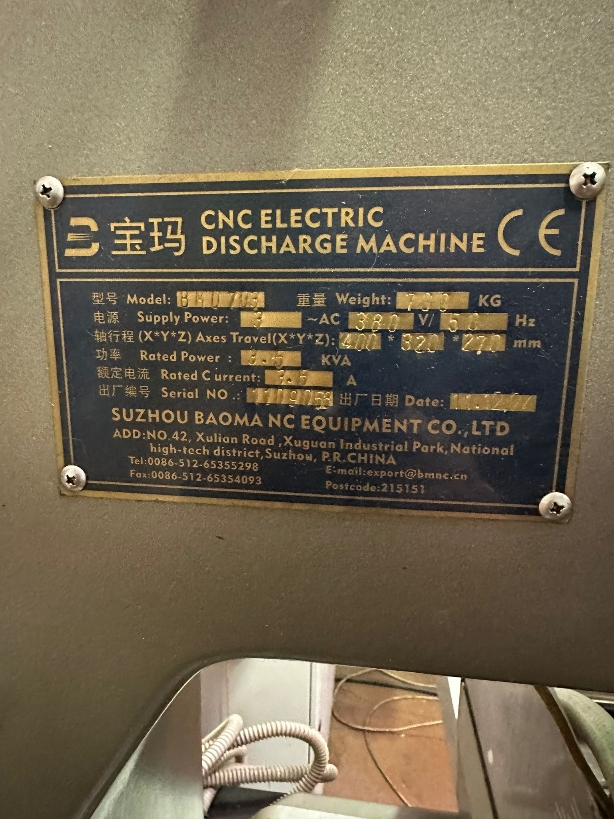 宝玛 CNC ELECTRIC DISCHARGE MACHINE CE
型号 Model: 重量 Weight: KG
电源 Supply Power: 3 ~AC 380 V/ 50 Hz
轴行程 (X*Y*Z) Axes Travel(X*Y*Z): 400 * 320 * 270 mm
功率 Rated Power : KVA
额定电流 Rated Current: A
出厂编号 Serial NO.: 出厂日期 Date:
SUZHOU BAOMA NC EQUIPMENT CO.,LTD
ADD:NO.42, Xulian Road ,Xuguan Industrial Park, National
high-tech district,Suzhou, P.R.CHINA
Tel:0086-512-65355298 E-mail:export@bmnc.cn
Fax:0086-512-65354093 Postcode:215151